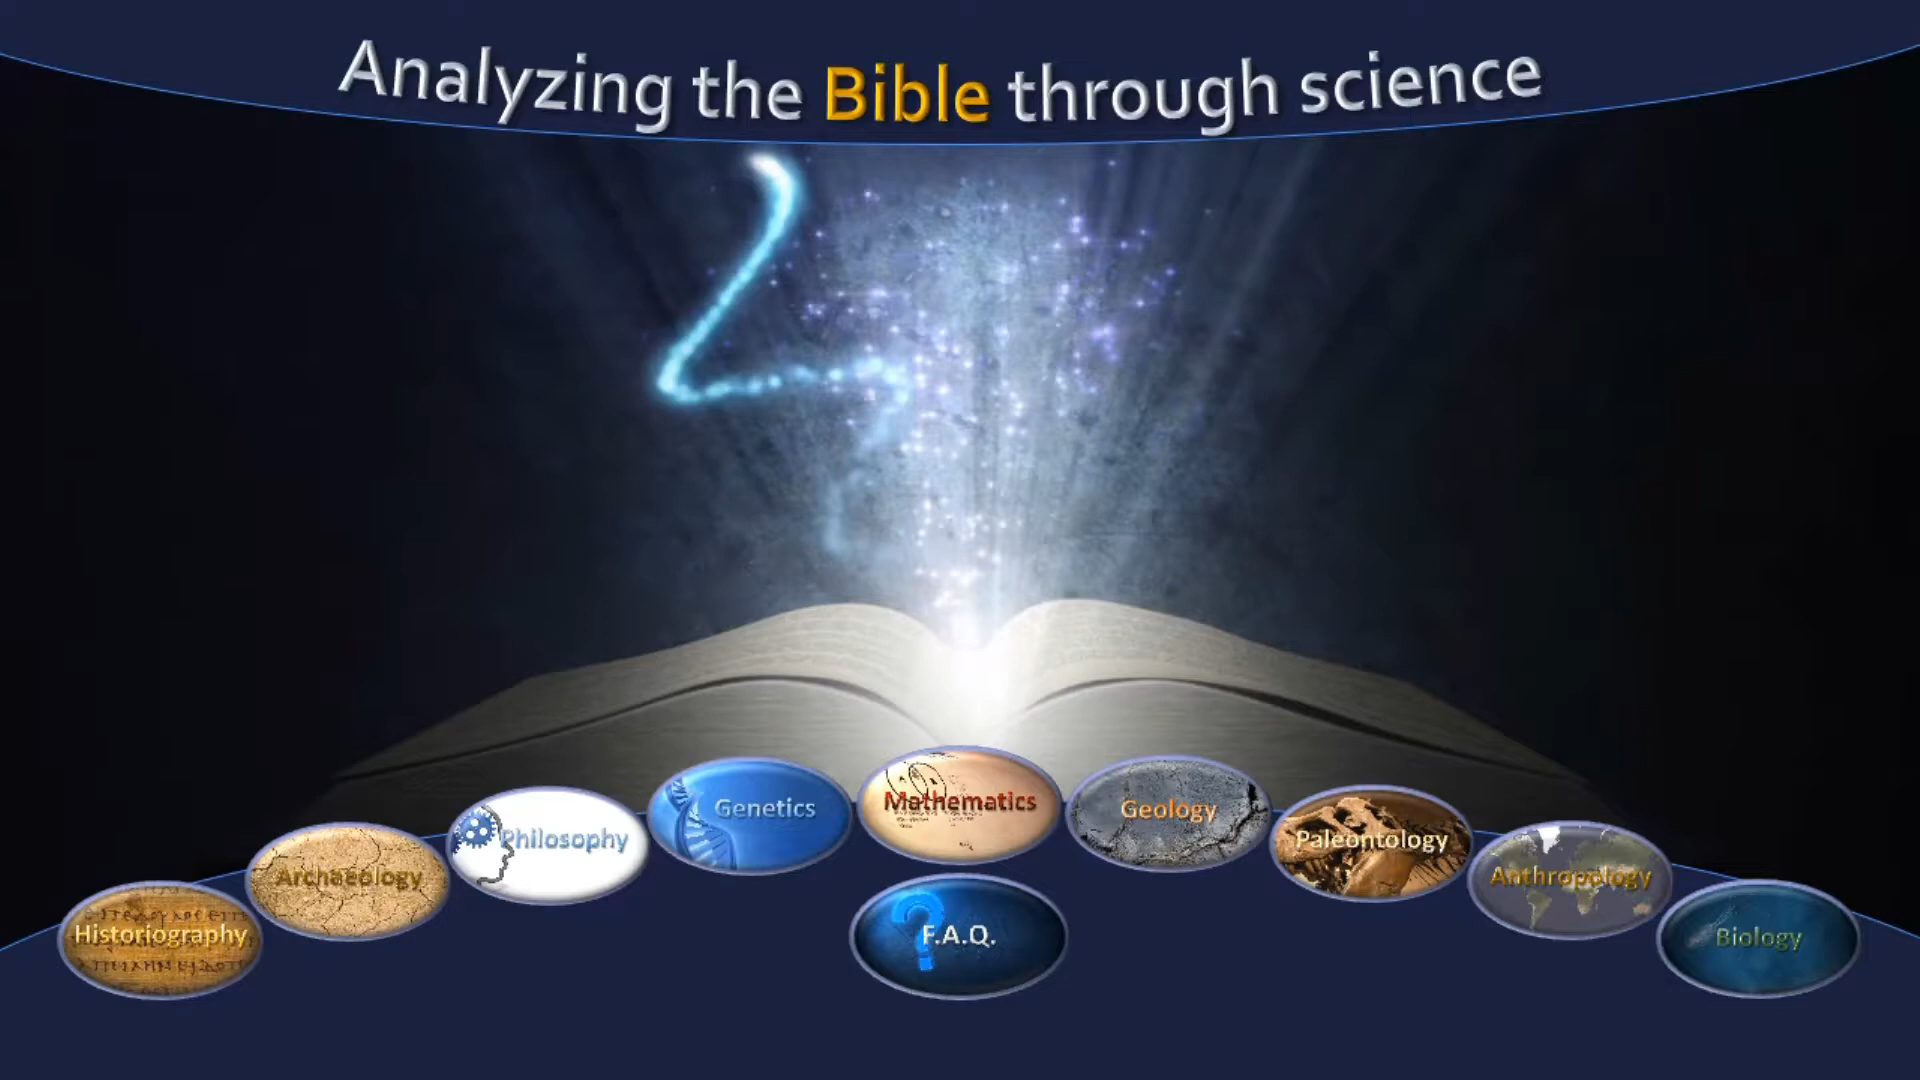 Analyzing the Bible through science
Historiography
Archaeology
Philosophy
Genetics
Mathematics
Geology
Paleontology
Anthropology
Biology
F.A.Q.